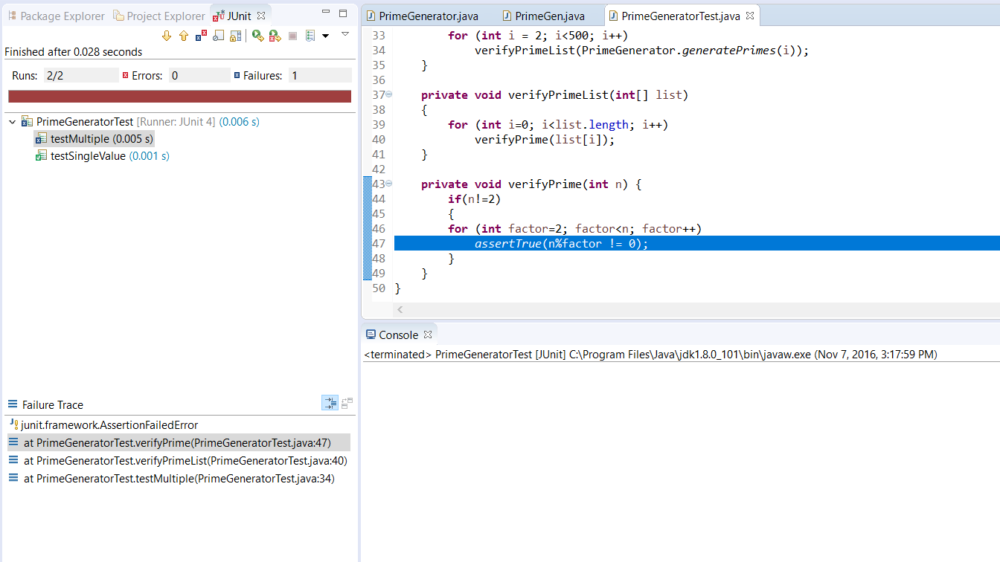 Package Explorer Project Explorer JUnit
Finished after 0.028 seconds
Runs: 2/2 Errors: 0 Failures: 1
PrimeGeneratorTest [Runner: JUnit 4] (0.006 s)
testMultiple (0.005 s)
testSingleValue (0.001 s)
Failure Trace
junit.framework.AssertionFailedError
at PrimeGeneratorTest.verifyPrime(PrimeGeneratorTest.java:47)
at PrimeGeneratorTest.verifyPrimeList(PrimeGeneratorTest.java:40)
at PrimeGeneratorTest.testMultiple(PrimeGeneratorTest.java:34)
PrimeGenerator.java PrimeGen.java PrimeGeneratorTest.java
33 for (int i = 2; i<500; i++)
34 verifyPrimeList(PrimeGenerator.generatePrimes(i));
35 }
36
37 private void verifyPrimeList(int[] list)
38 {
39 for (int i=0; i<list.length; i++)
40 verifyPrime(list[i]);
41 }
42
43 private void verifyPrime(int n) {
44 if(n!=2)
45 {
46 for (int factor=2; factor<n; factor++)
47 assertTrue(n%factor != 0);
48 }
49 }
50 }
Console
<terminated> PrimeGeneratorTest [JUnit] C:\Program Files\Java\jdk1.8.0_101\bin\javaw.exe (Nov 7, 2016, 3:17:59 PM)